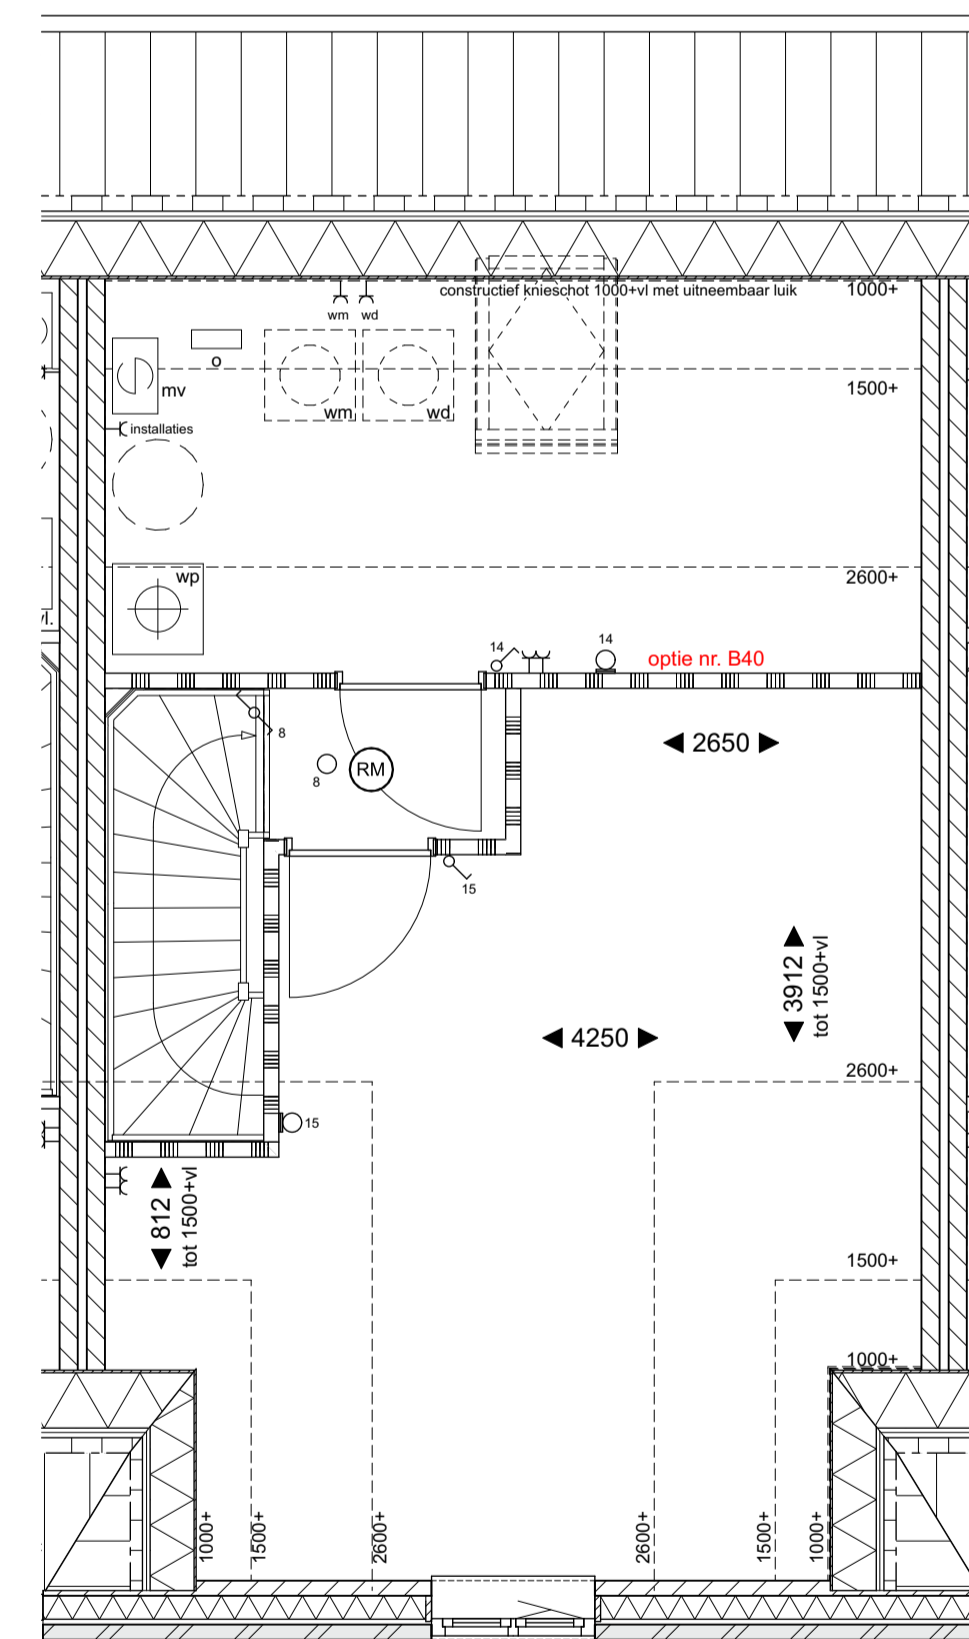 constructief knieschot 1000+vl met uitneembaar luik
1000+
wm
wd
o
mv
1500+
wm
wd
installaties
wp
2600+
vl.
14
14
optie nr. B40
8
8
RM
2650
15
3912
tot 1500+vl
4250
2600+
15
812
tot 1500+vl
1500+
1000+
1000+
1500+
2600+
2600+
1500+
1000+